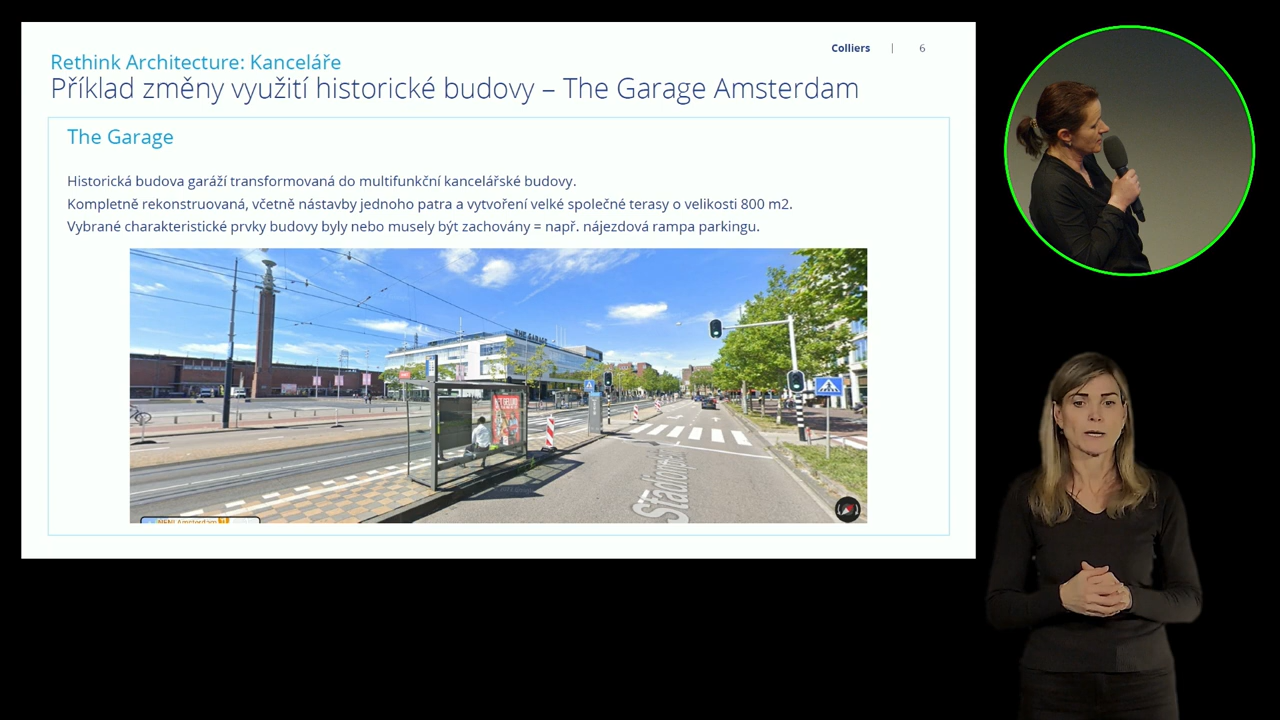 Colliers | 6
Rethink Architecture: Kanceláře
Příklad změny využití historické budovy – The Garage Amsterdam
The Garage
Historická budova garáží transformovaná do multifunkční kancelářské budovy.
Kompletně rekonstruovaná, včetně nástavby jednoho patra a vytvoření velké společné terasy o velikosti 800 m2.
Vybrané charakteristické prvky budovy byly nebo musely být zachovány = např. nájezdová rampa parkingu.
THE GARAGE